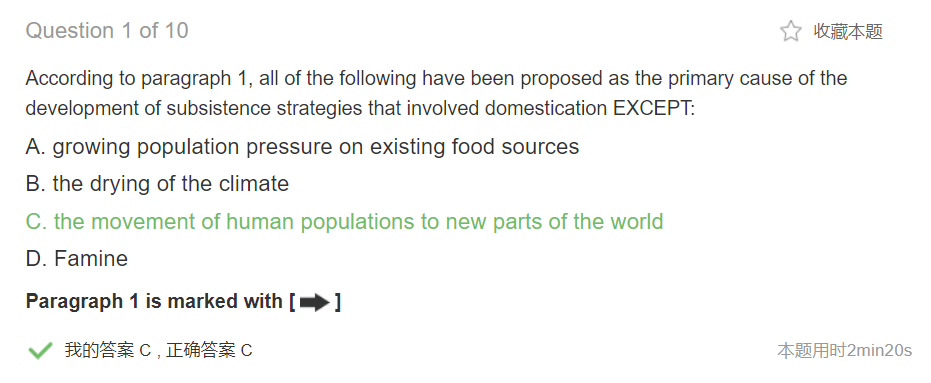 Question 1 of 10
收藏本题
According to paragraph 1, all of the following have been proposed as the primary cause of the
development of subsistence strategies that involved domestication EXCEPT:
A. growing population pressure on existing food sources
B. the drying of the climate
C. the movement of human populations to new parts of the world
D. Famine
Paragraph 1 is marked with [➡]
我的答案 C , 正确答案 C
本题用时2min20s